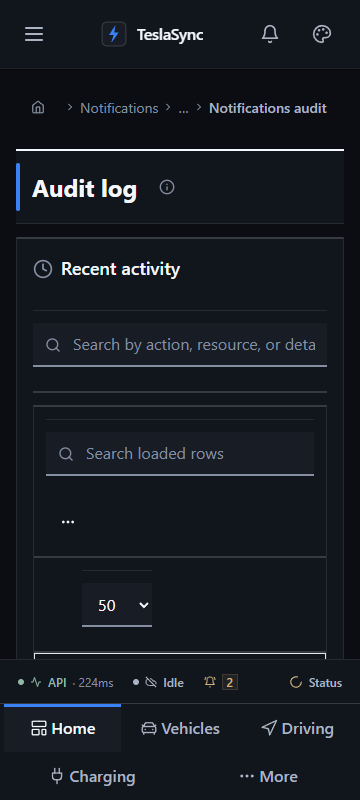 TeslaSync
Notifications ... Notifications audit
Audit log
Recent activity
Search by action, resource, or deta
Search loaded rows
...
50
API · 224ms Idle 2 Status
Home Vehicles Driving
Charging More